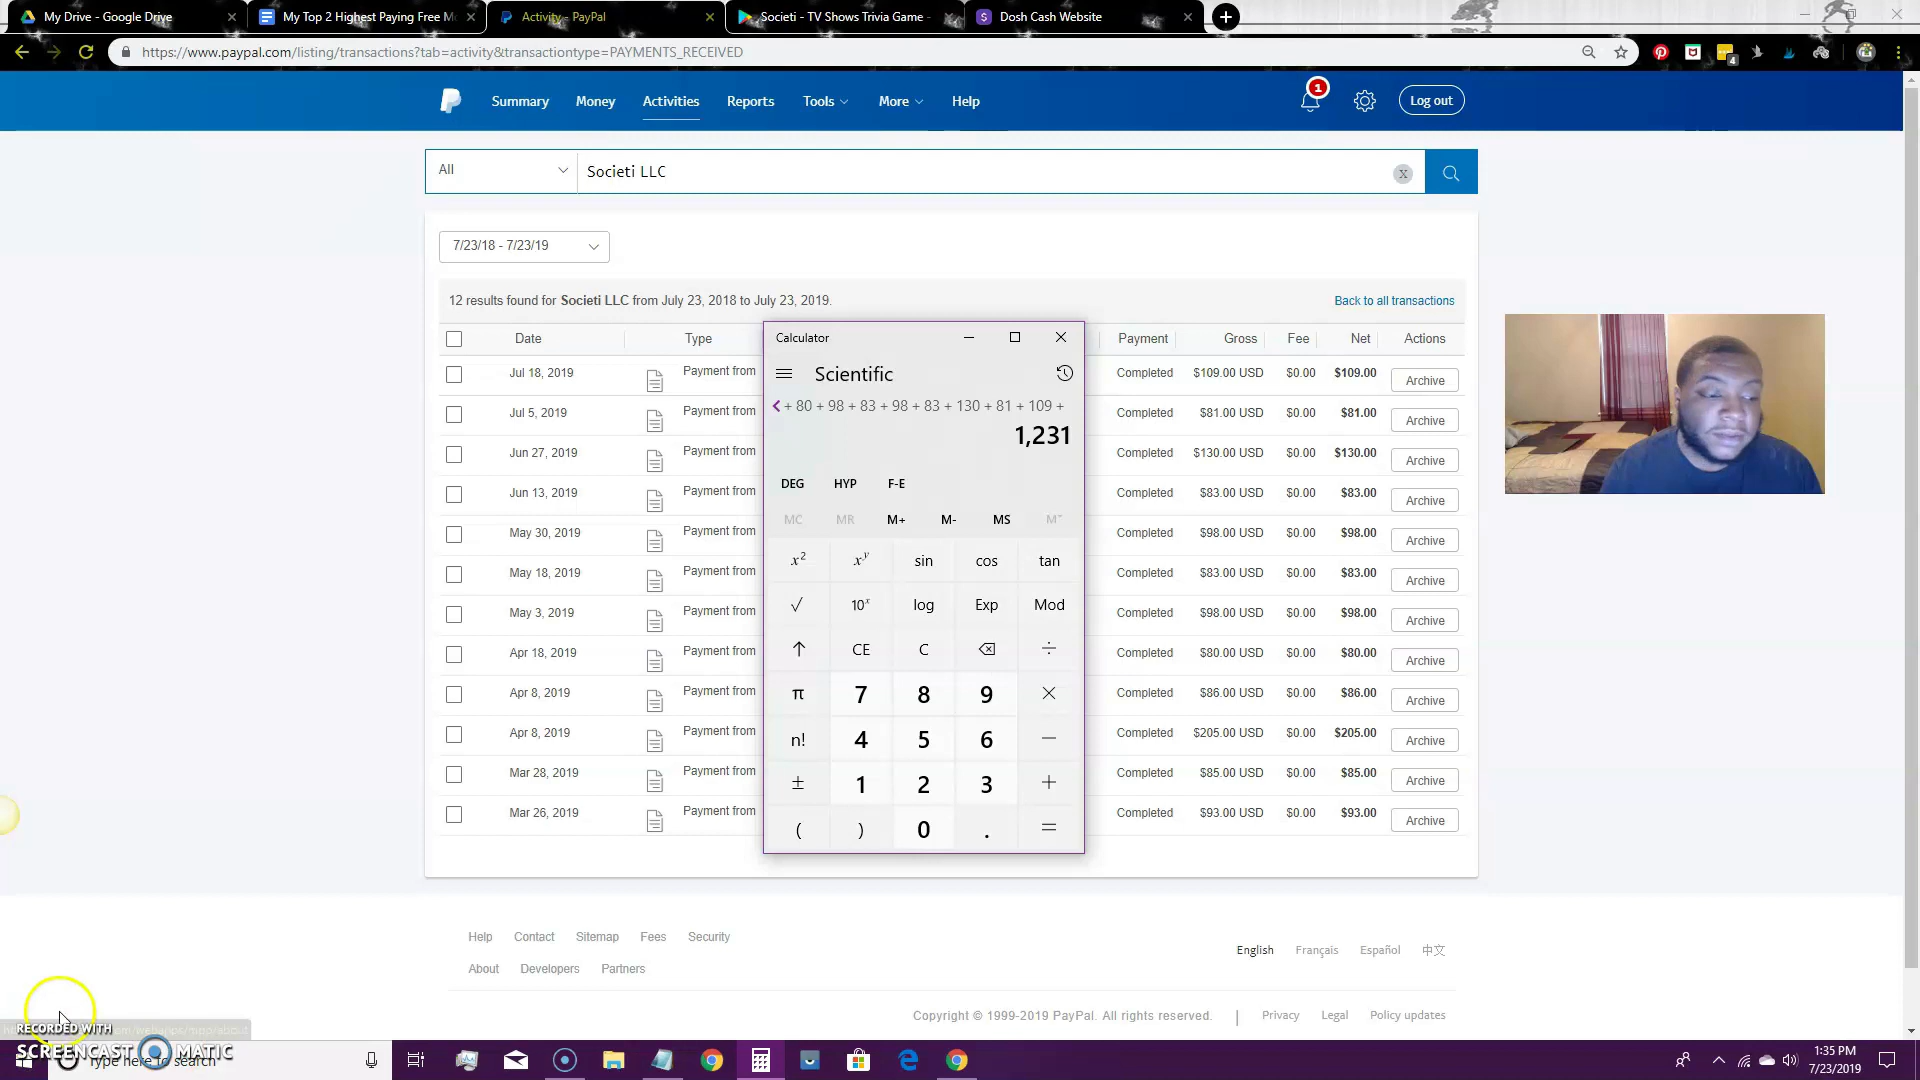 My Drive - Google Drive
My Top 2 Highest Paying Free Mo
Activity - PayPal
Societi - TV Shows Trivia Game -
Dosh Cash Website
https://www.paypal.com/listing/transactions?tab=activity&transactiontype=PAYMENTS_RECEIVED
4
Summary Money Activities Reports Tools More Help 1 Log out
All Societi LLC x
7/23/18 - 7/23/19
12 results found for Societi LLC from July 23, 2018 to July 23, 2019. Back to all transactions
Date Type Payment Gross Fee Net Actions
Jul 18, 2019 Payment from Completed $109.00 USD $0.00 $109.00 Archive
Jul 5, 2019 Payment from Completed $81.00 USD $0.00 $81.00 Archive
Jun 27, 2019 Payment from Completed $130.00 USD $0.00 $130.00 Archive
Jun 13, 2019 Payment from Completed $83.00 USD $0.00 $83.00 Archive
May 30, 2019 Payment from Completed $98.00 USD $0.00 $98.00 Archive
May 18, 2019 Payment from Completed $83.00 USD $0.00 $83.00 Archive
May 3, 2019 Payment from Completed $98.00 USD $0.00 $98.00 Archive
Apr 18, 2019 Payment from Completed $80.00 USD $0.00 $80.00 Archive
Apr 8, 2019 Payment from Completed $86.00 USD $0.00 $86.00 Archive
Apr 8, 2019 Payment from Completed $205.00 USD $0.00 $205.00 Archive
Mar 28, 2019 Payment from Completed $85.00 USD $0.00 $85.00 Archive
Mar 26, 2019 Payment from Completed $93.00 USD $0.00 $93.00 Archive
Calculator
Scientific
+ 80 + 98 + 83 + 98 + 83 + 130 + 81 + 109 +
1,231
DEG HYP F-E
MC MR M+ M- MS M˅
x² xʸ sin cos tan
√ 10ˣ log Exp Mod
↑ CE C ⌫ ÷
π 7 8 9 ×
n! 4 5 6 −
± 1 2 3 +
( ) 0 . =
Help Contact Sitemap Fees Security
About Developers Partners
English Français Español 中文
Copyright © 1999-2019 PayPal. All rights reserved. | Privacy Legal Policy updates
RECORDED WITH
SCREENCAST MATIC
Type here to search
1:35 PM
7/23/2019